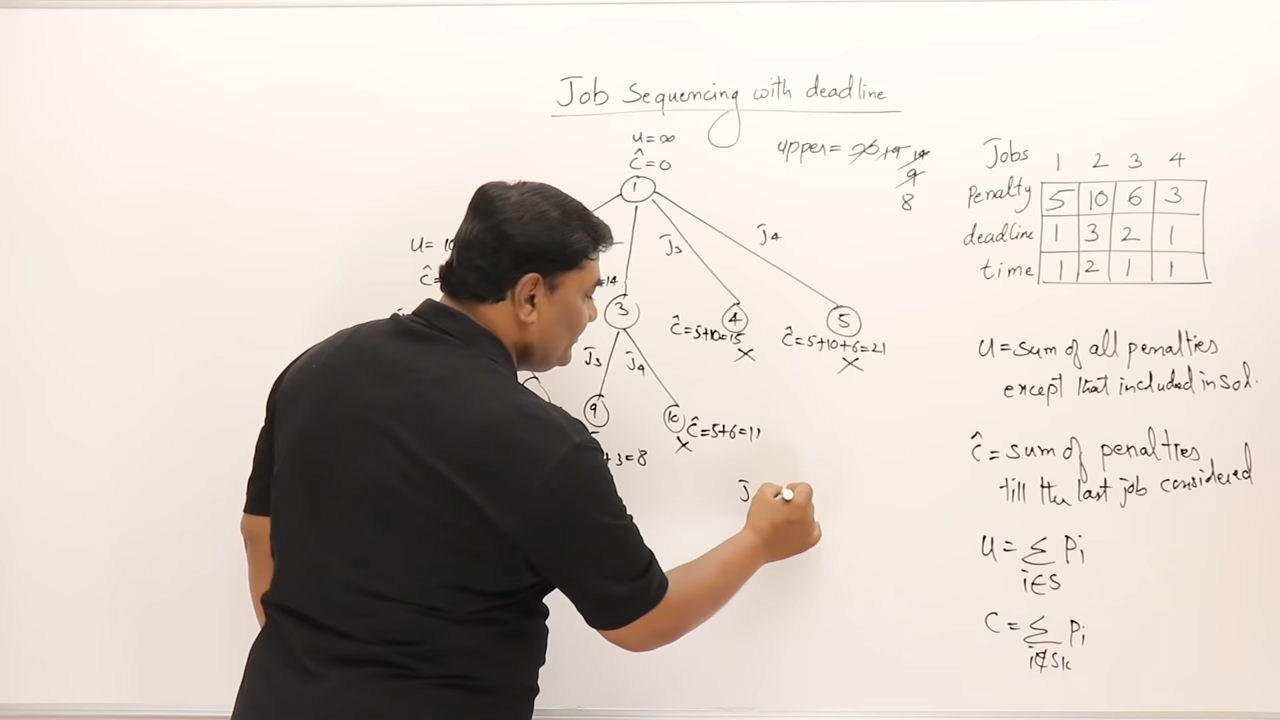 Job Sequencing with deadline
u=∞
ĉ=0
1
upper=
14
9
8
Jobs 1 2 3 4
Penalty 5 10 6 3
deadline 1 3 2 1
time 1 2 1 1
u= 10
ĉ=
=14
J3
J4
3
4
5
ĉ=5+10=15
X
ĉ=5+10+6=21
X
J3
J4
9
10
ĉ=5+6=11
X
+3=8
J
u=sum of all penalties
except that included in sol.
ĉ=sum of penalties
till the last job considered
u=Σ Pi
i∈S
C=Σ Pi
i∉Sk